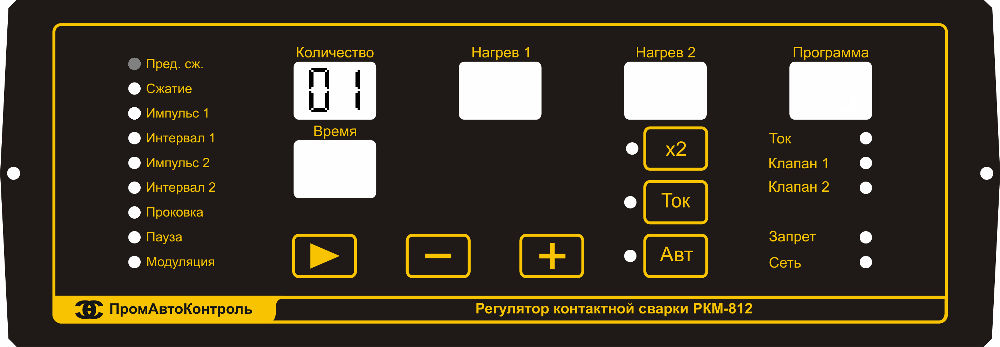 Пред. сж.
Сжатие
Импульс 1
Интервал 1
Импульс 2
Интервал 2
Проковка
Пауза
Модуляция
Количество
01
Время
Нагрев 1
Нагрев 2
Программа
x2
Ток
Авт
Ток
Клапан 1
Клапан 2
Запрет
Сеть
ПромАвтоКонтроль
Регулятор контактной сварки РКМ-812